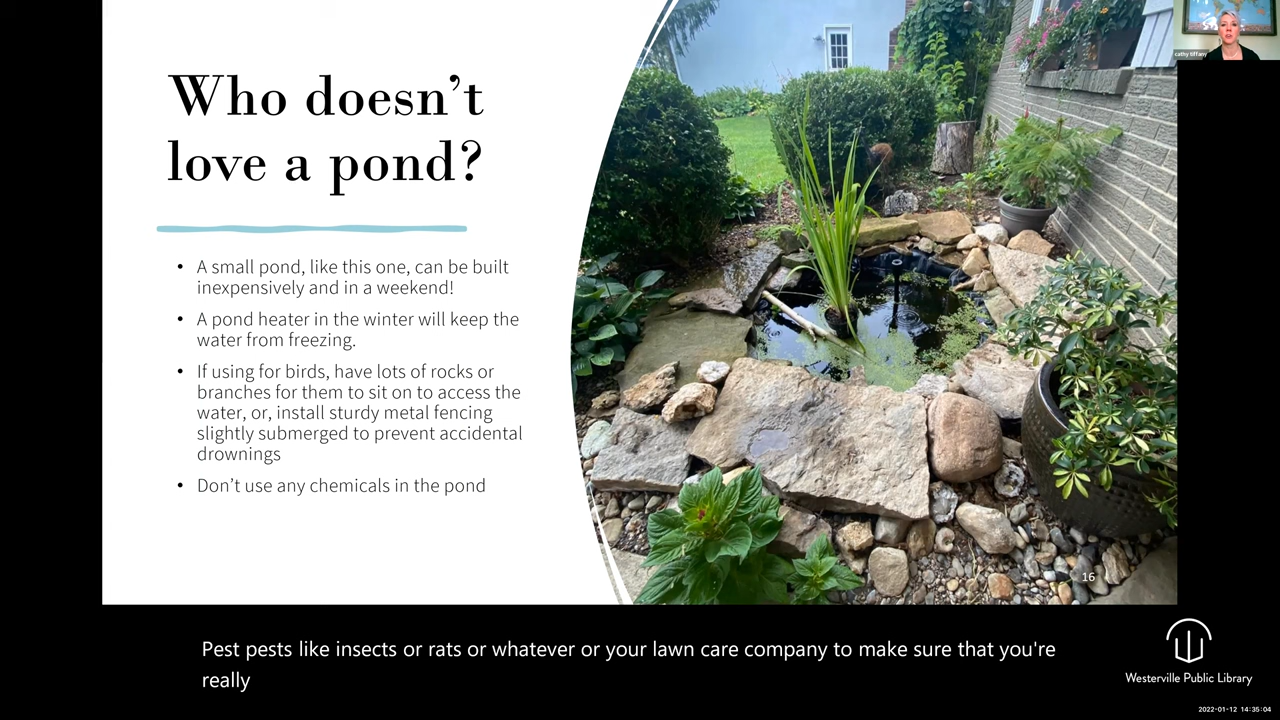 cathy tiffany
Who doesn't
love a pond?
• A small pond, like this one, can be built
inexpensively and in a weekend!
• A pond heater in the winter will keep the
water from freezing.
• If using for birds, have lots of rocks or
branches for them to sit on to access the
water, or, install sturdy metal fencing
slightly submerged to prevent accidental
drownings
• Don't use any chemicals in the pond
16
Pest pests like insects or rats or whatever or your lawn care company to make sure that you're
really
Westerville Public Library
2022-01-12 14:35:04